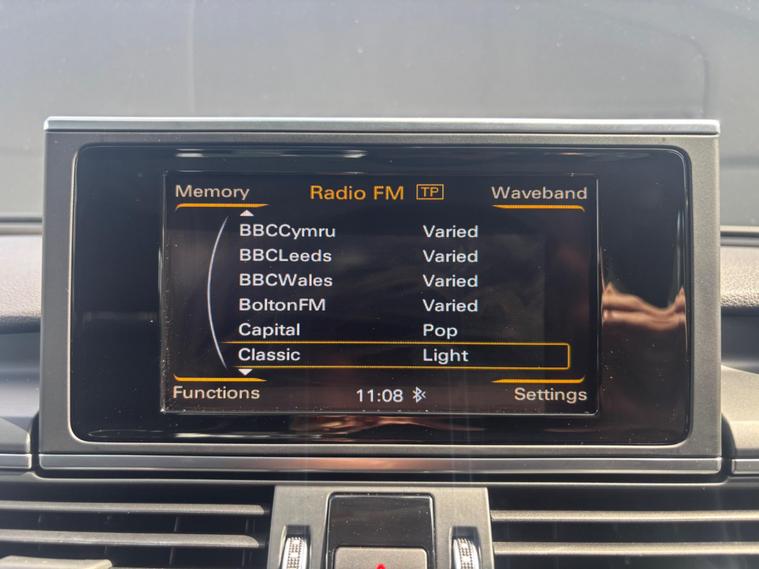 Memory Radio FM TP Waveband
BBCCymru Varied
BBCLeeds Varied
BBCWales Varied
BoltonFM Varied
Capital Pop
Classic Light
Functions 11:08 Settings